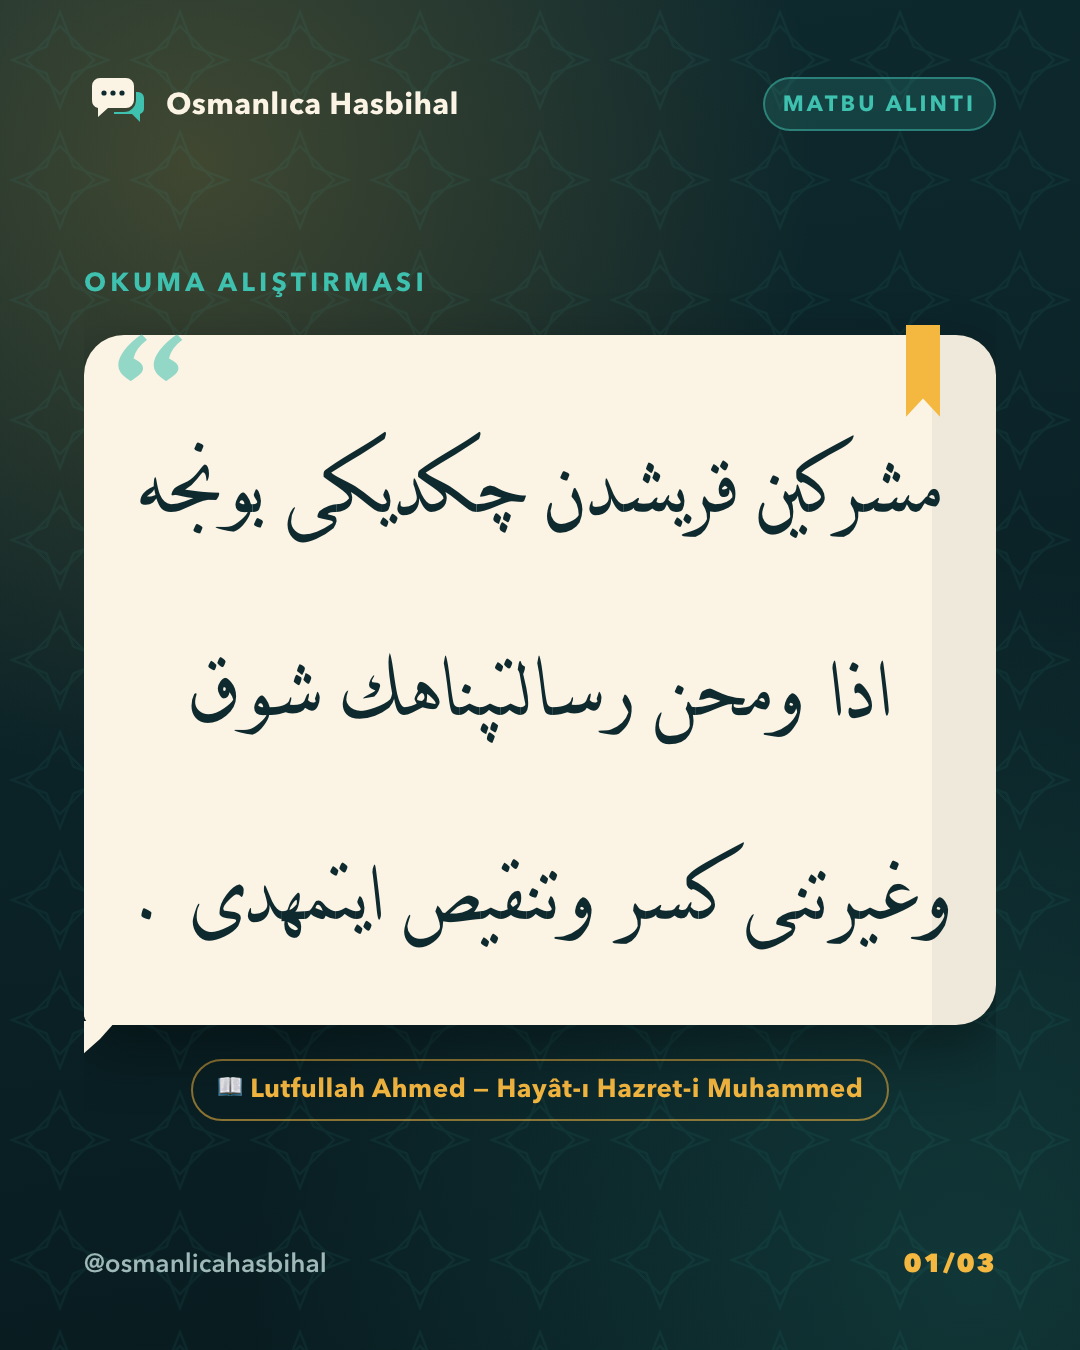 Osmanlıca Hasbihal
MATBU ALINTI
OKUMA ALIŞTIRMASI
مشركين قريشدن چكديكى بونجه
اذا ومحن رسالتپناهك شوق
وغيرتنى كسر وتنقيص ايتمهدى .
Lutfullah Ahmed – Hayât-ı Hazret-i Muhammed
@osmanlicahasbihal
01/03